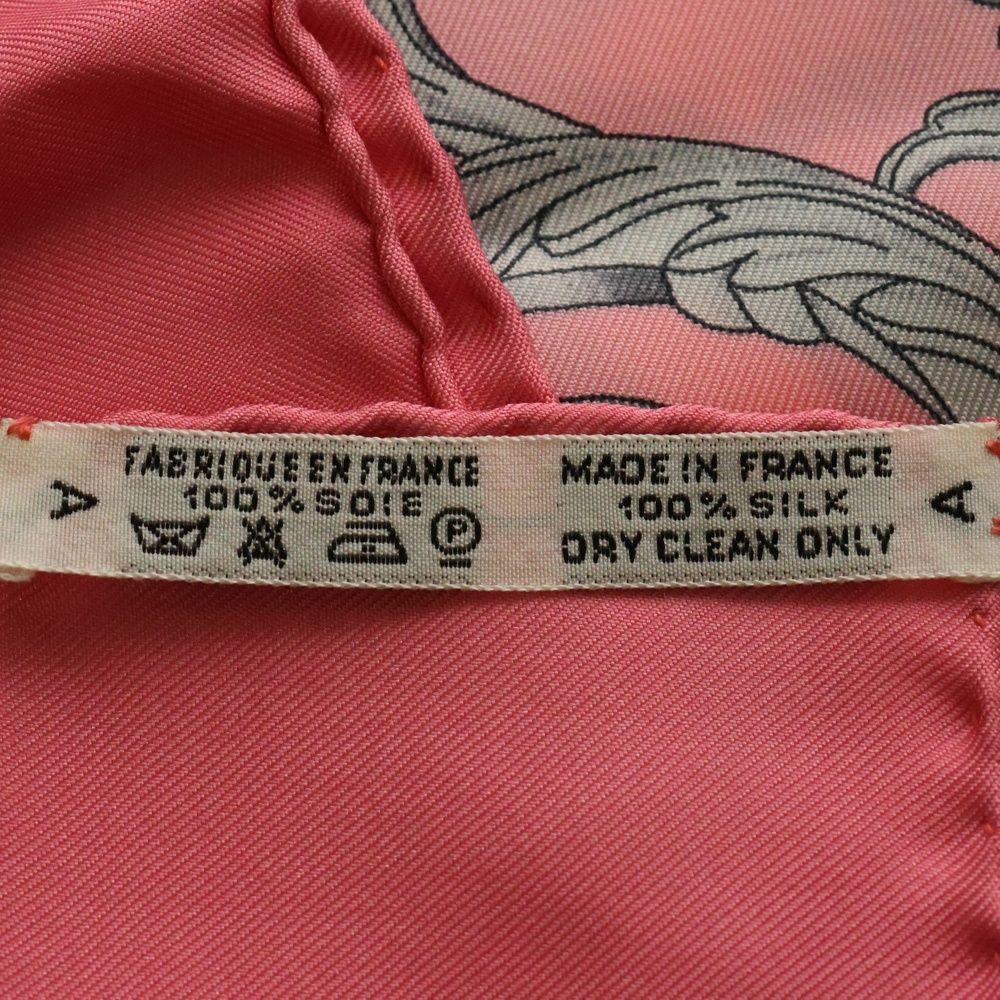 A
FABRIQUE EN FRANCE
100% SOIE
P
MADE IN FRANCE
100% SILK
DRY CLEAN ONLY
A